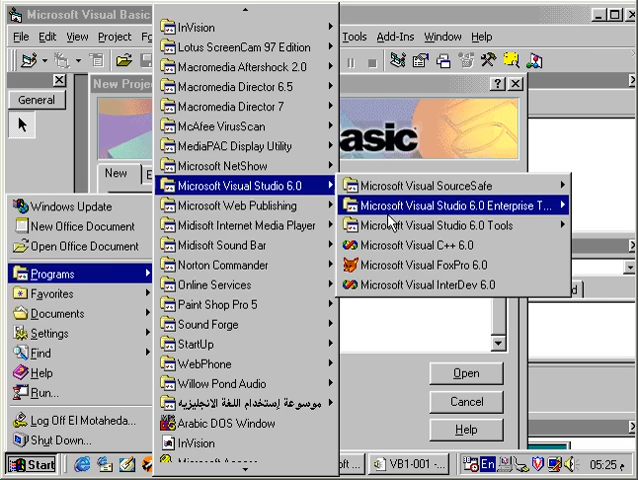 Microsoft Visual Basic
File Edit View Project Tools Add-Ins Window Help
General
New Proje
asic
New
Windows Update
New Office Document
Open Office Document
Programs
Favorites
Documents
Settings
Find
Help
Run...
Log Off El Motaheda...
Shut Down...
InVision
Lotus ScreenCam 97 Edition
Macromedia Aftershock 2.0
Macromedia Director 6.5
Macromedia Director 7
McAfee VirusScan
MediaPAC Display Utility
Microsoft NetShow
Microsoft Visual Studio 6.0
Microsoft Web Publishing
Midisoft Internet Media Player
Midisoft Sound Bar
Norton Commander
Online Services
Paint Shop Pro 5
Sound Forge
StartUp
WebPhone
Willow Pond Audio
موسوعة إستخدام اللغة الانجليزيه
Arabic DOS Window
InVision
Microsoft Visual SourceSafe
Microsoft Visual Studio 6.0 Enterprise T...
Microsoft Visual Studio 6.0 Tools
Microsoft Visual C++ 6.0
Microsoft Visual FoxPro 6.0
Microsoft Visual InterDev 6.0
Open
Cancel
Help
Start
oft ...
VB1-001 -
En
05:25 م